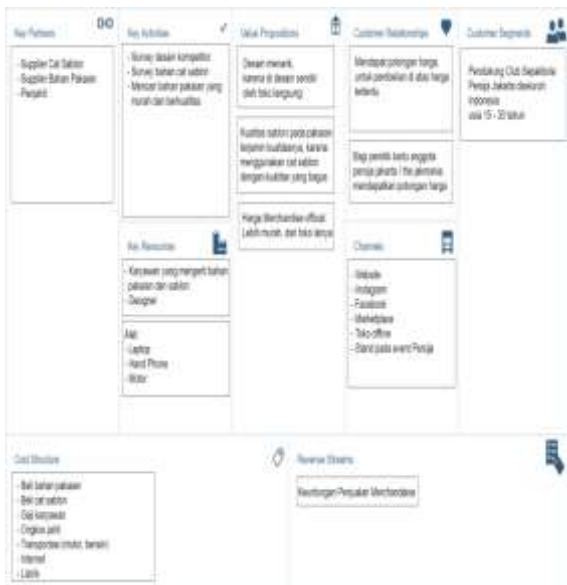 Key Partners
- Supplier Cat Sablon
- Supplier Bahan Pakaian
- Penjahit
Key Activities
- Survey desain kompetitor
- Survey bahan cat sablon
- Mencari bahan pakaian yang
murah dan berkualitas
Key Resources
- Karyawan yang mengerti bahan
pakaian dan sablon
- Designer
Alat
- Laptop
- Hand Phone
- Motor
Value Propositions
Desain menarik,
karena di desain sendiri
oleh toko langsung
Kualitas sablon pada pakaian
terjamin kualitasnya, karena
menggunakan cat sablon
dengan kualitas yang bagus
Harga Merchandise official
Lebih murah, dari toko lainya
Customer Relationships
Mendapat potongan harga
untuk pembelian di atas harga
tertentu
Bagi pemilik kartu anggota
persija jakarta / the jakmania
mendapatkan potongan harga
Channels
- Website
- Instagram
- Facebook
- Marketplace
- Toko offline
- Stand pada event Persija
Customer Segments
Pendukung Club Sepakbola
Persija Jakarta diseluruh
Indonesia
usia 15 - 30 tahun
Cost Structure
- Beli bahan pakaian
- Beli cat sablon
- Gaji karyawan
- Ongkos jahit
- Transportasi (motor, bensin)
- Internet
- Listrik
Revenue Streams
Keuntungan Penjualan Merchandise